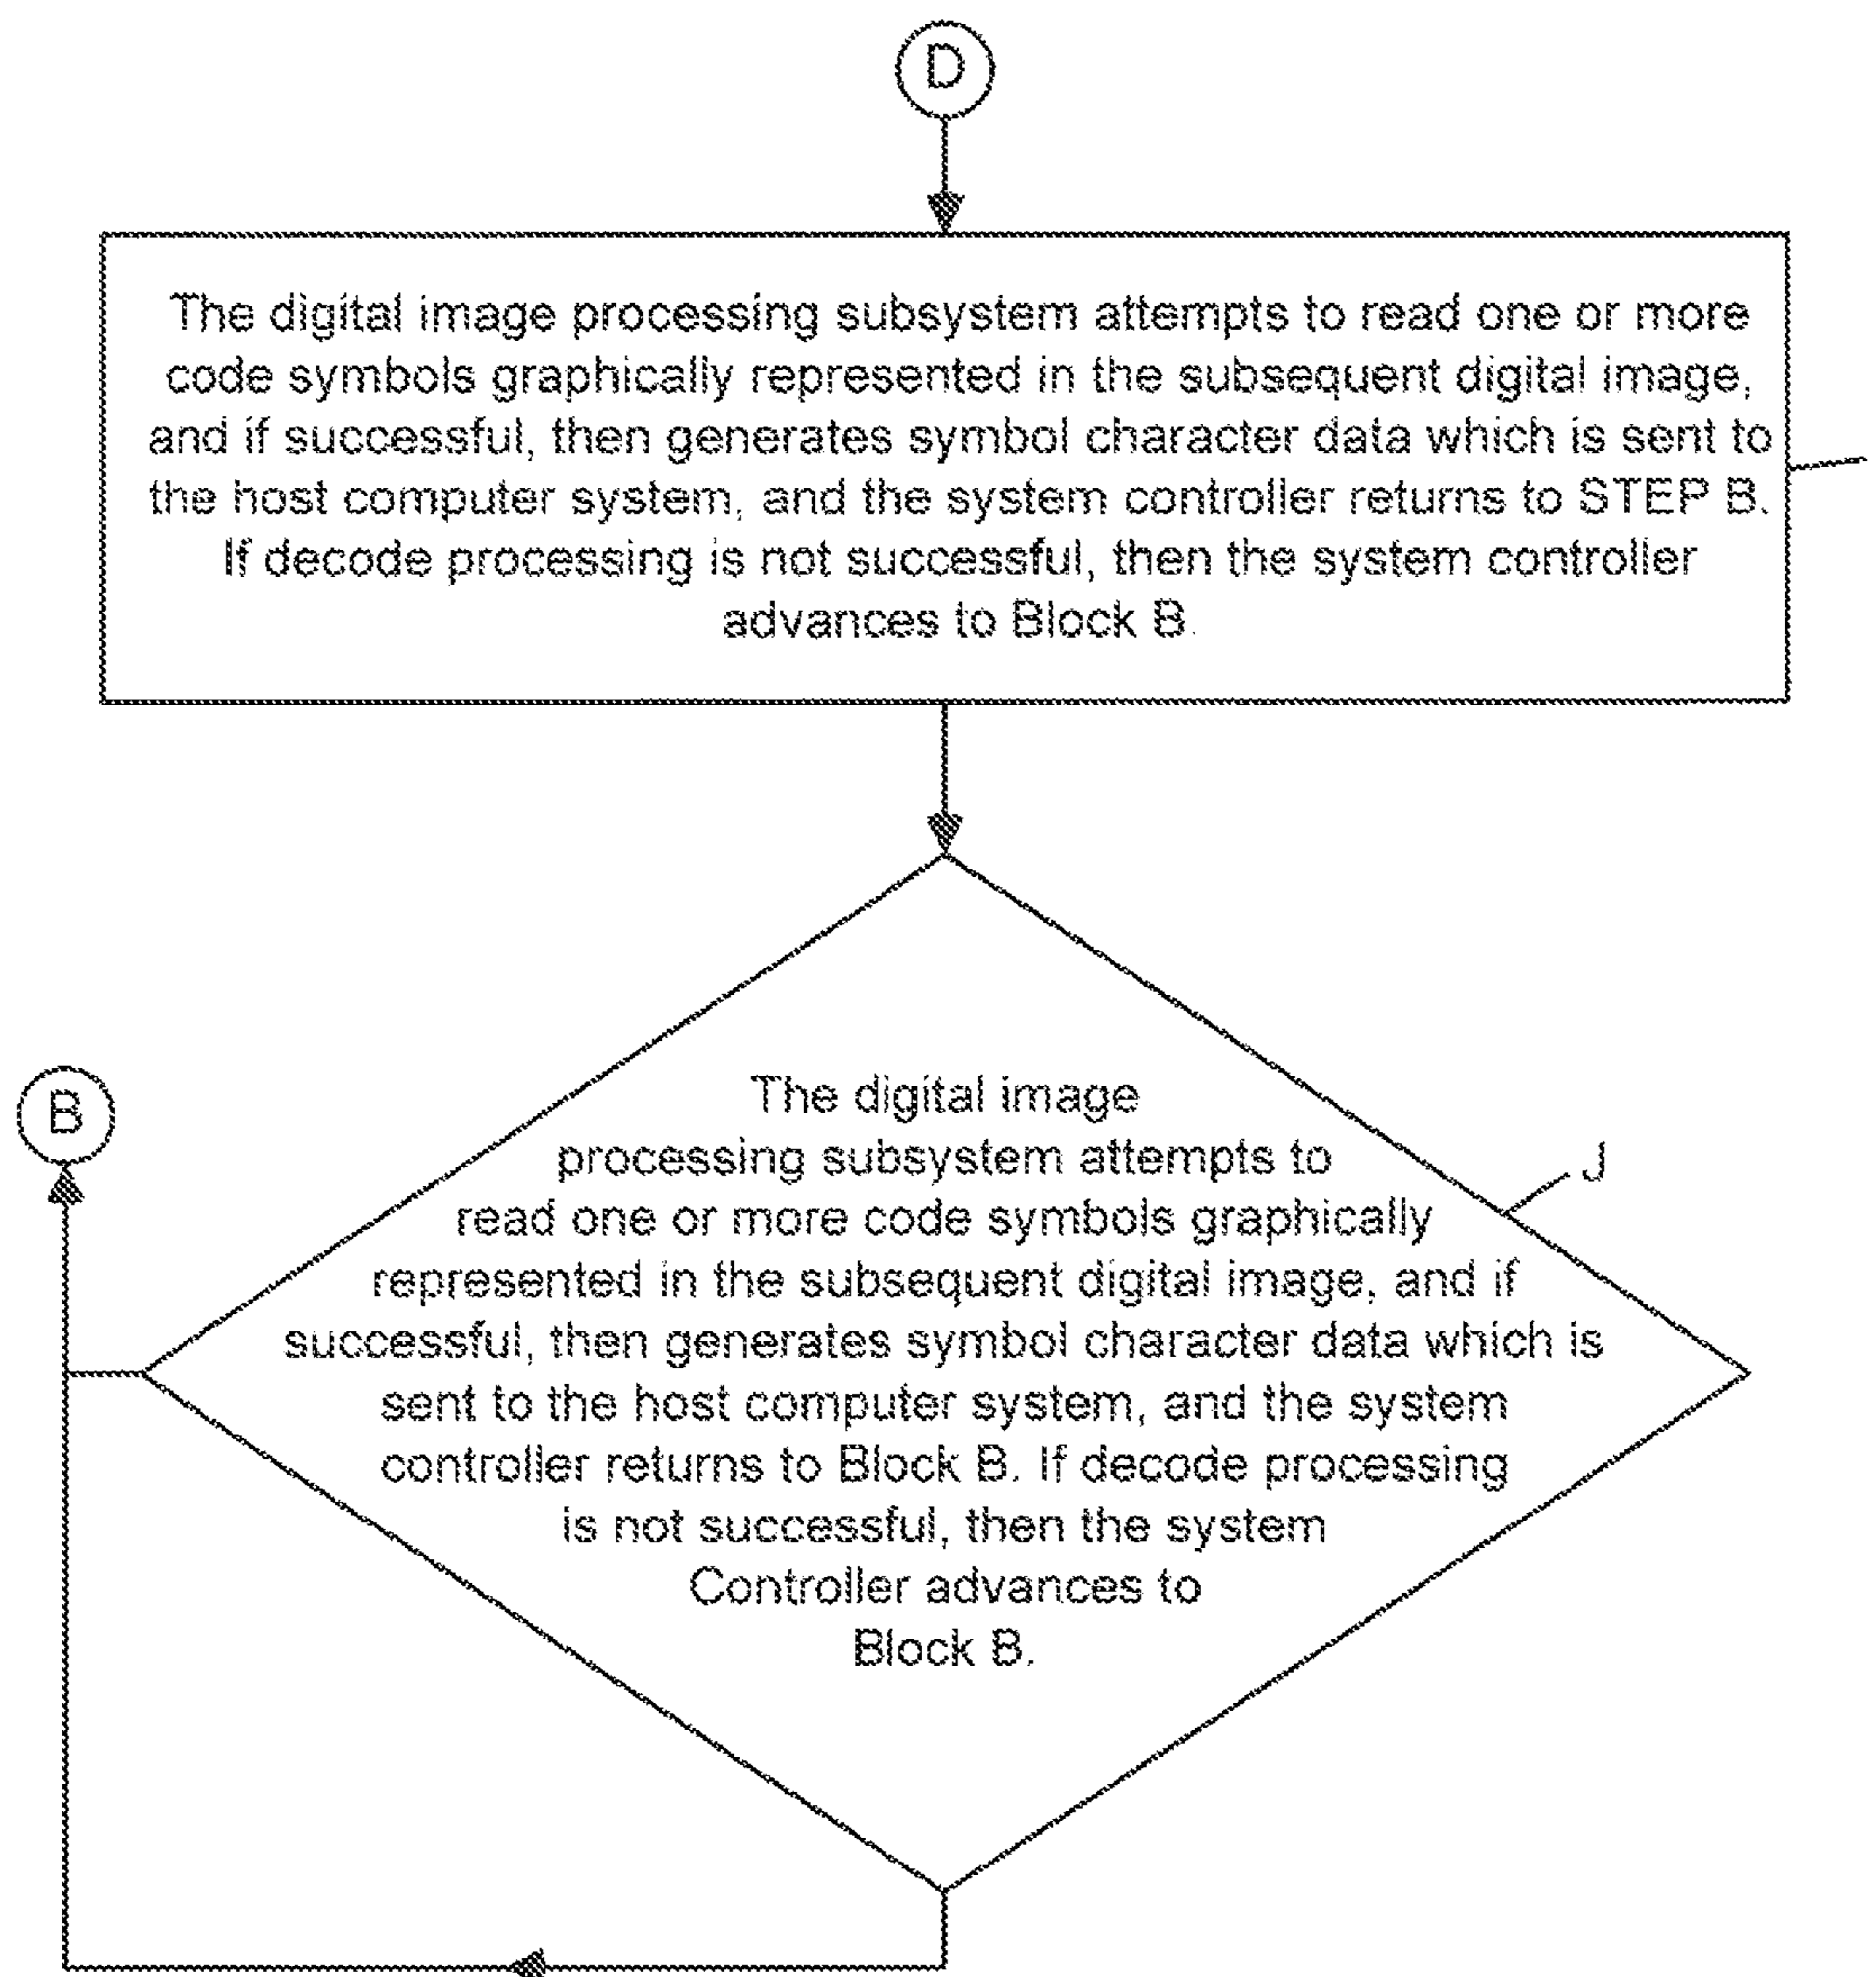 D
The digital image processing subsystem attempts to read one or more
code symbols graphically represented in the subsequent digital image,
and if successful, then generates symbol character data which is sent to
the host computer system, and the system controller returns to STEP B.
If decode processing is not successful, then the system controller
advances to Block B.
B
J
The digital image
processing subsystem attempts to
read one or more code symbols graphically
represented in the subsequent digital image, and if
successful, then generates symbol character data which is
sent to the host computer system, and the system
controller returns to Block B. If decode processing
is not successful, then the system
Controller advances to
Block B.